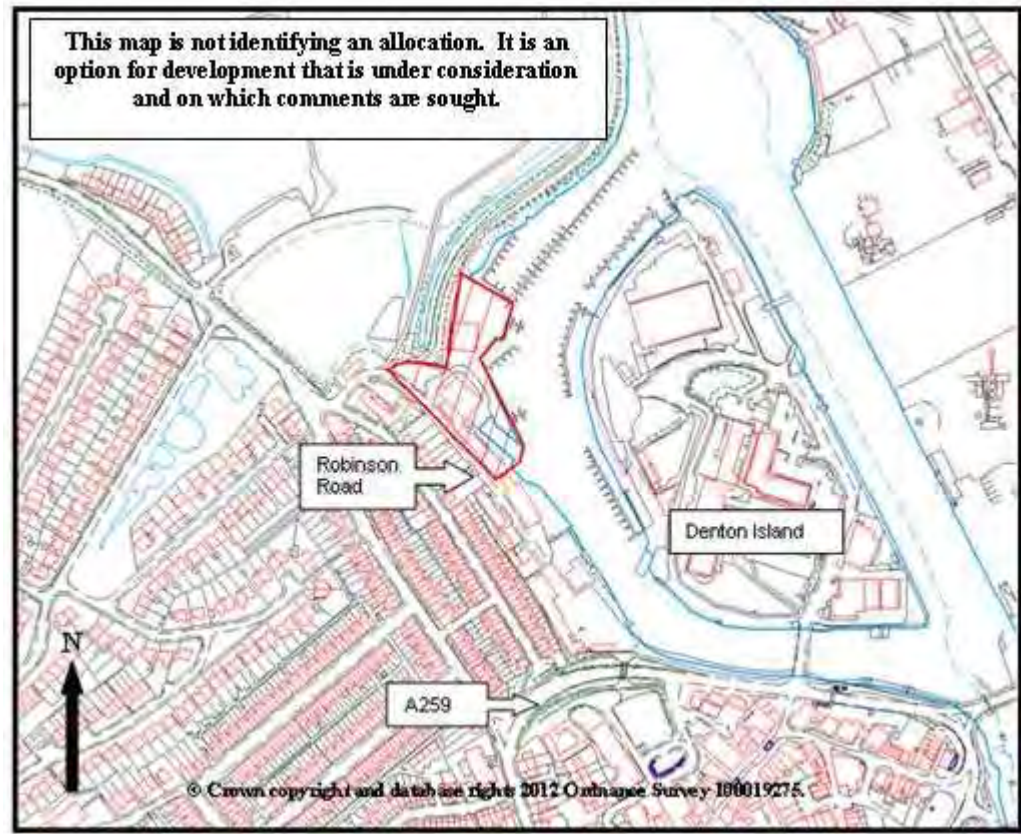 This map is not identifying an allocation. It is an
option for development that is under consideration
and on which comments are sought.
Robinson
Road
Denton Island
N
A259
© Crown copyright and database rights 2012 Ordnance Survey 100019275.